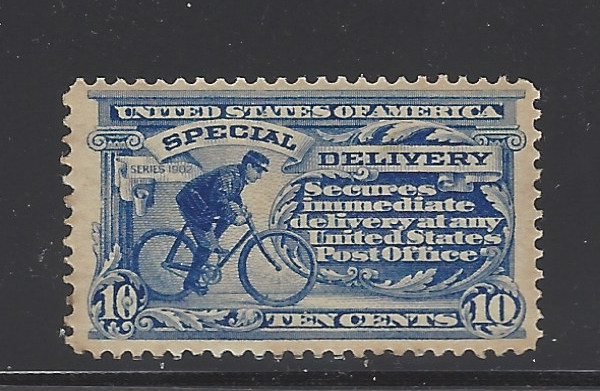 UNITED STATES OF AMERICA
SPECIAL DELIVERY
SERIES 1902
Secures
immediate
delivery at any
United States
Post Office
10 TEN CENTS 10